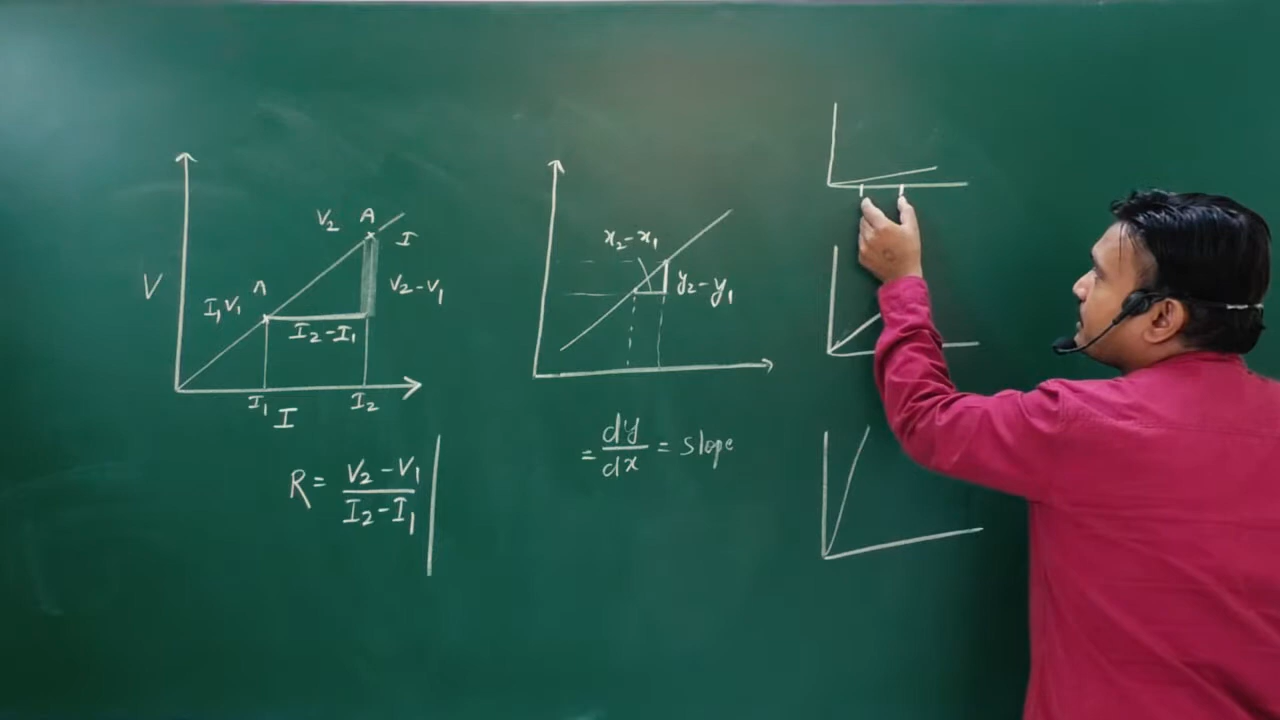 V
V₂ A
I
A
I₁V₁
V₂-V₁
I₂-I₁
I₁
I₂
I
R= V₂-V₁
I₂-I₁
x₂-x₁
y₂-y₁
= dy/dx = slope